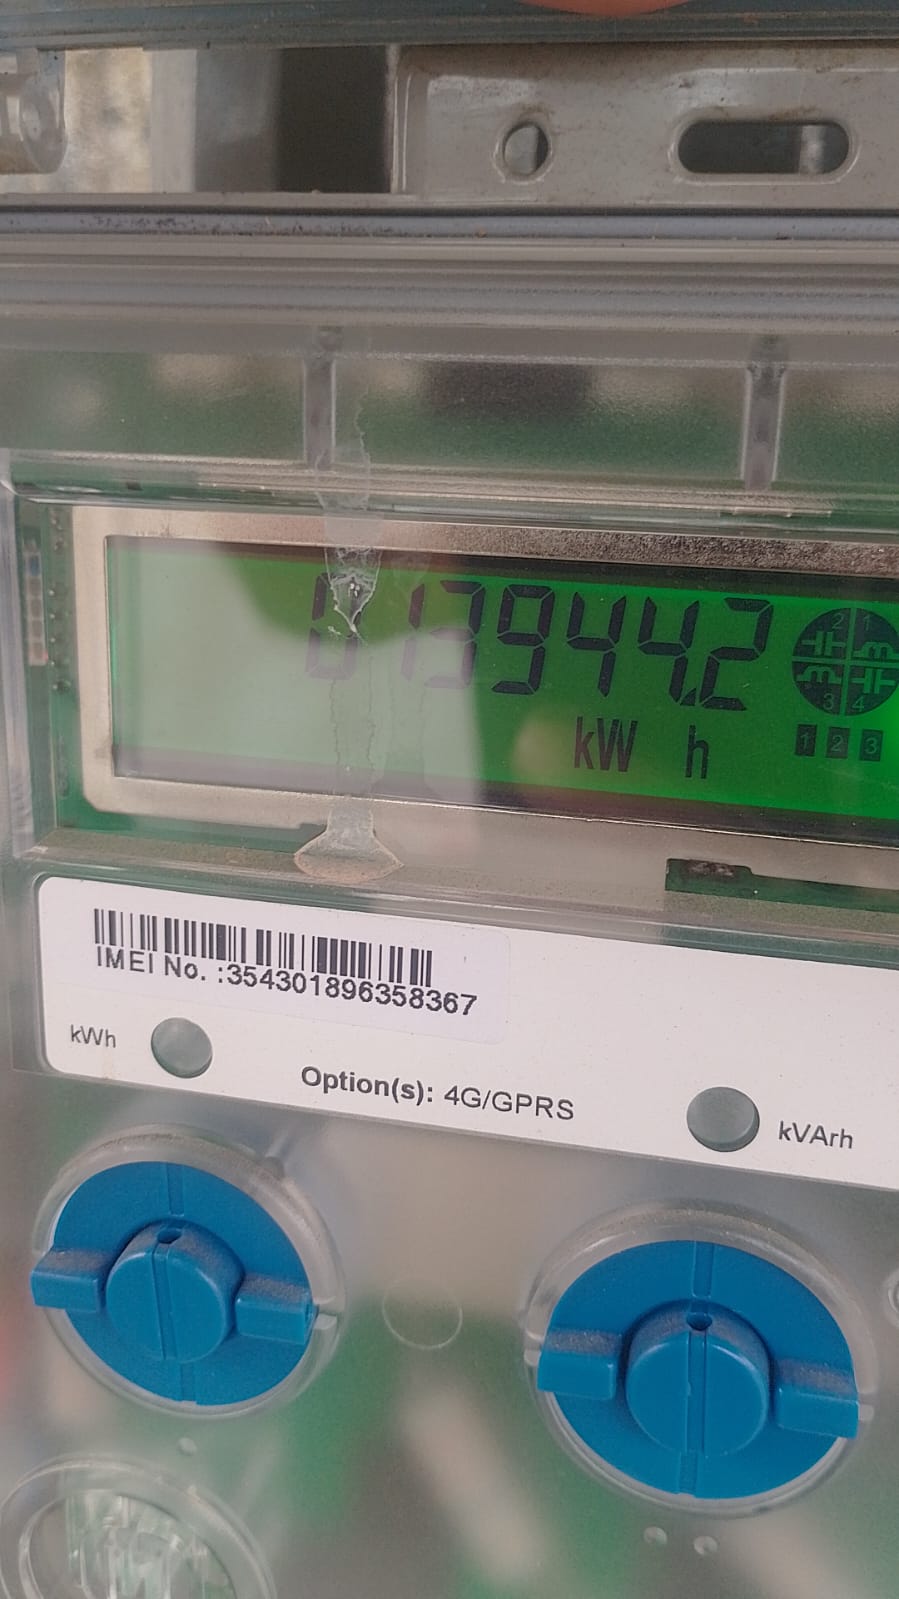 013944.2
kW h
1 2 3
IMEI No. :354301896358367
kWh
Option(s): 4G/GPRS
kVArh